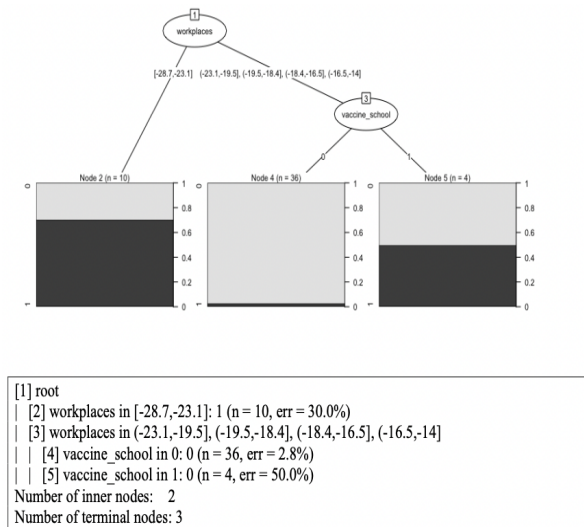 1
workplaces
[-28.7,-23.1] (-23.1,-19.5], (-19.5,-18.4], (-18.4,-16.5], (-16.5,-14]
3
vaccine_school
0 1
Node 2 (n = 10) Node 4 (n = 36) Node 5 (n = 4)
0 1 0 1 0 1
0.8 0.8 0.8
0.6 0.6 0.6
0.4 0.4 0.4
0.2 0.2 0.2
1 0 1 0 1 0
[1] root
| [2] workplaces in [-28.7,-23.1]: 1 (n = 10, err = 30.0%)
| [3] workplaces in (-23.1,-19.5], (-19.5,-18.4], (-18.4,-16.5], (-16.5,-14]
| | [4] vaccine_school in 0: 0 (n = 36, err = 2.8%)
| | [5] vaccine_school in 1: 0 (n = 4, err = 50.0%)
Number of inner nodes: 2
Number of terminal nodes: 3